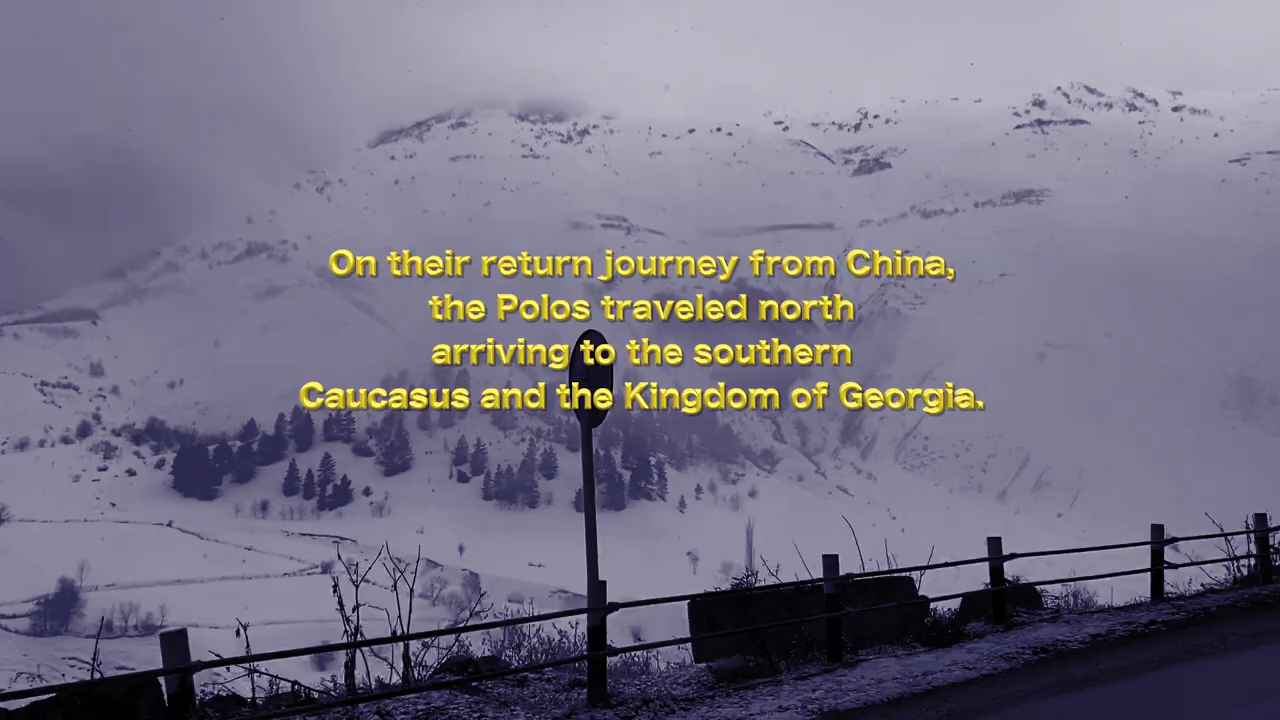 On their return journey from China,
the Polos traveled north
arriving to the southern
Caucasus and the Kingdom of Georgia.